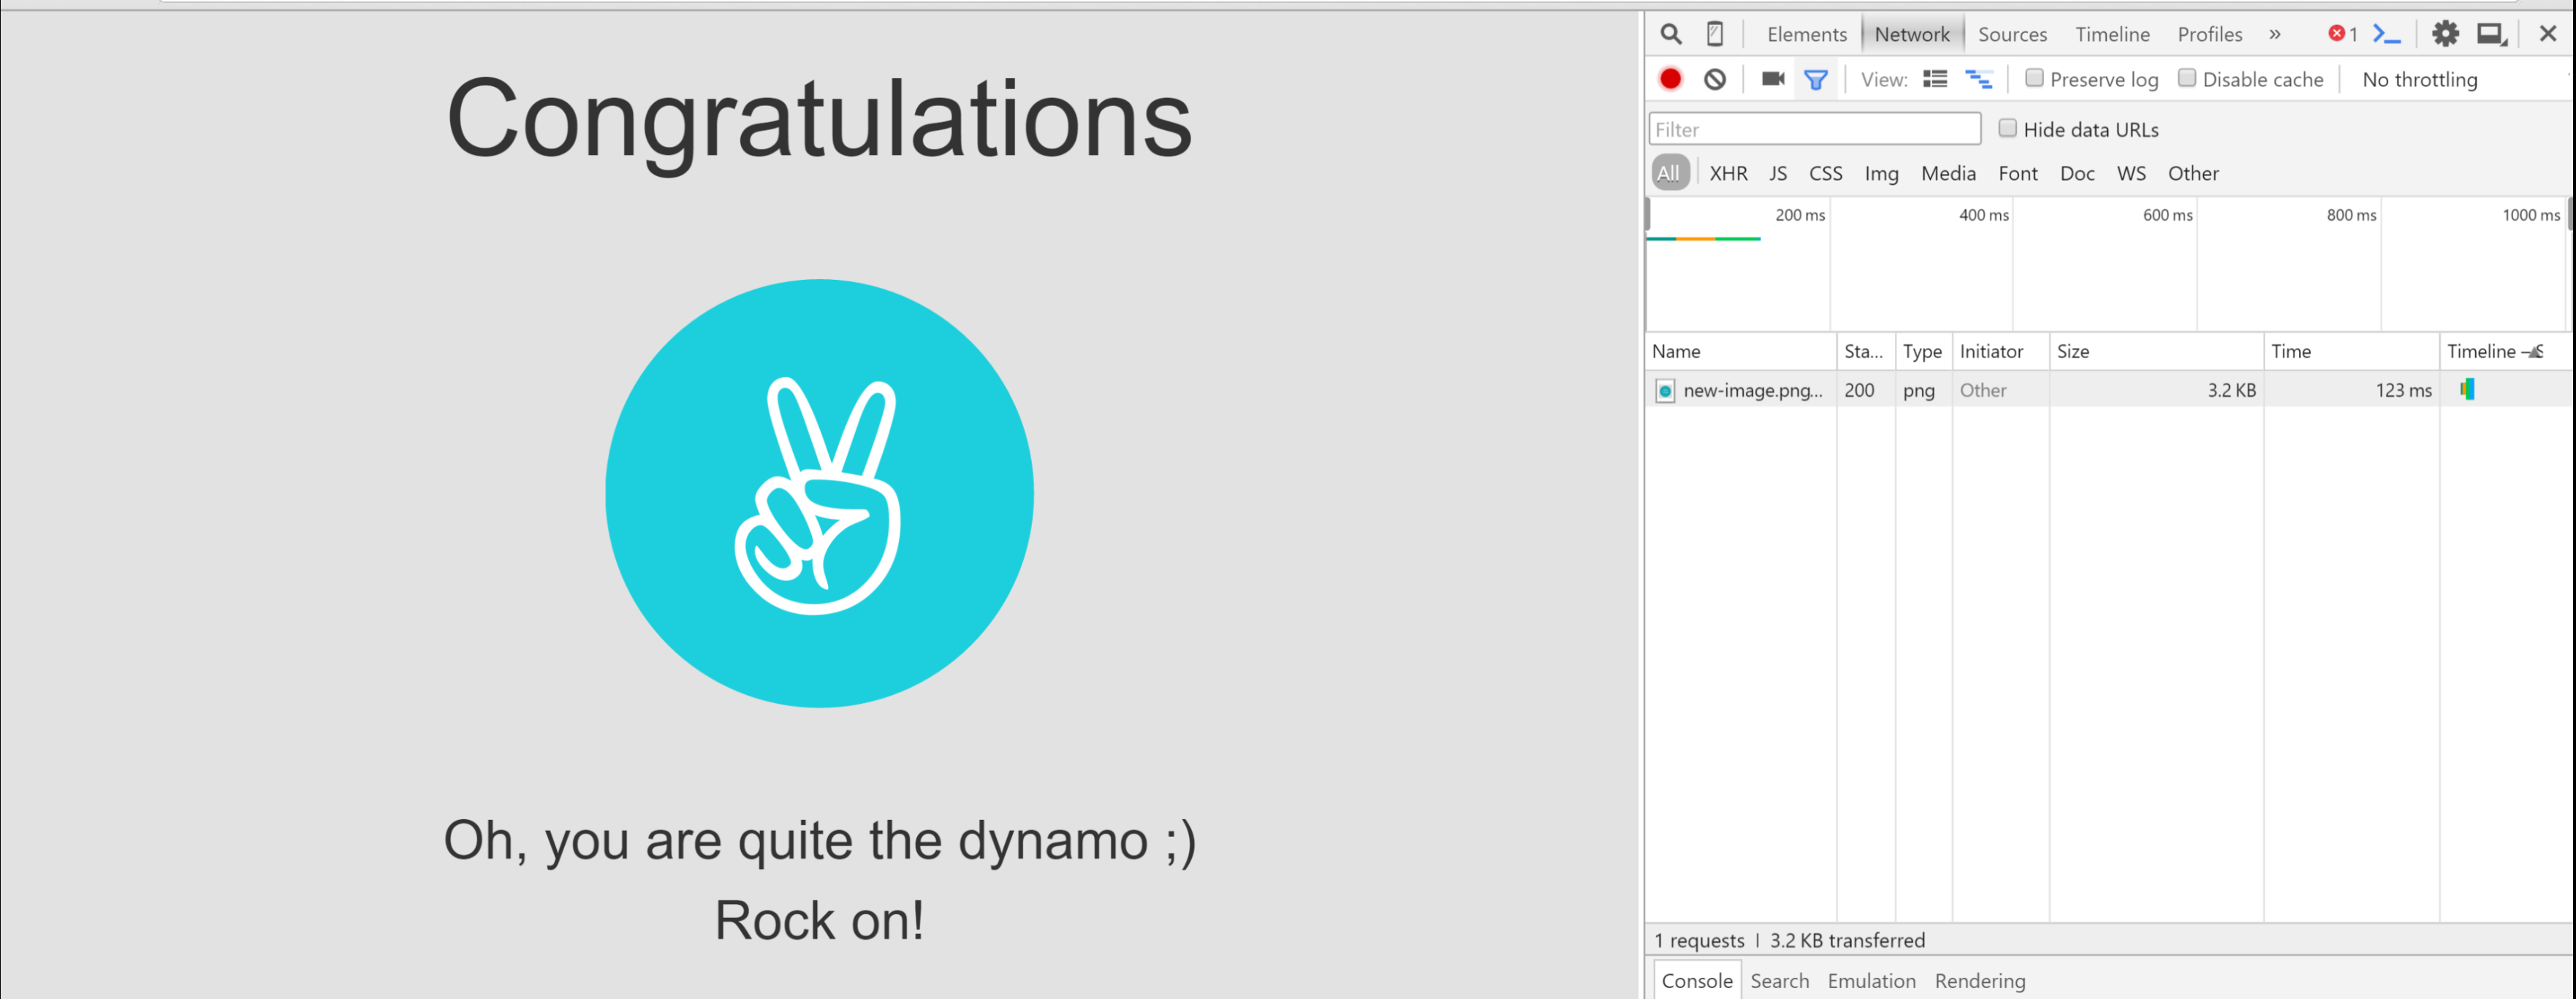 Congratulations
Oh, you are quite the dynamo ;)
Rock on!
Elements Network Sources Timeline Profiles » 1
View: Preserve log Disable cache No throttling
Filter Hide data URLs
All XHR JS CSS Img Media Font Doc WS Other
200 ms 400 ms 600 ms 800 ms 1000 ms
Name Sta... Type Initiator Size Time Timeline –
new-image.png... 200 png Other 3.2 KB 123 ms
1 requests | 3.2 KB transferred
Console Search Emulation Rendering